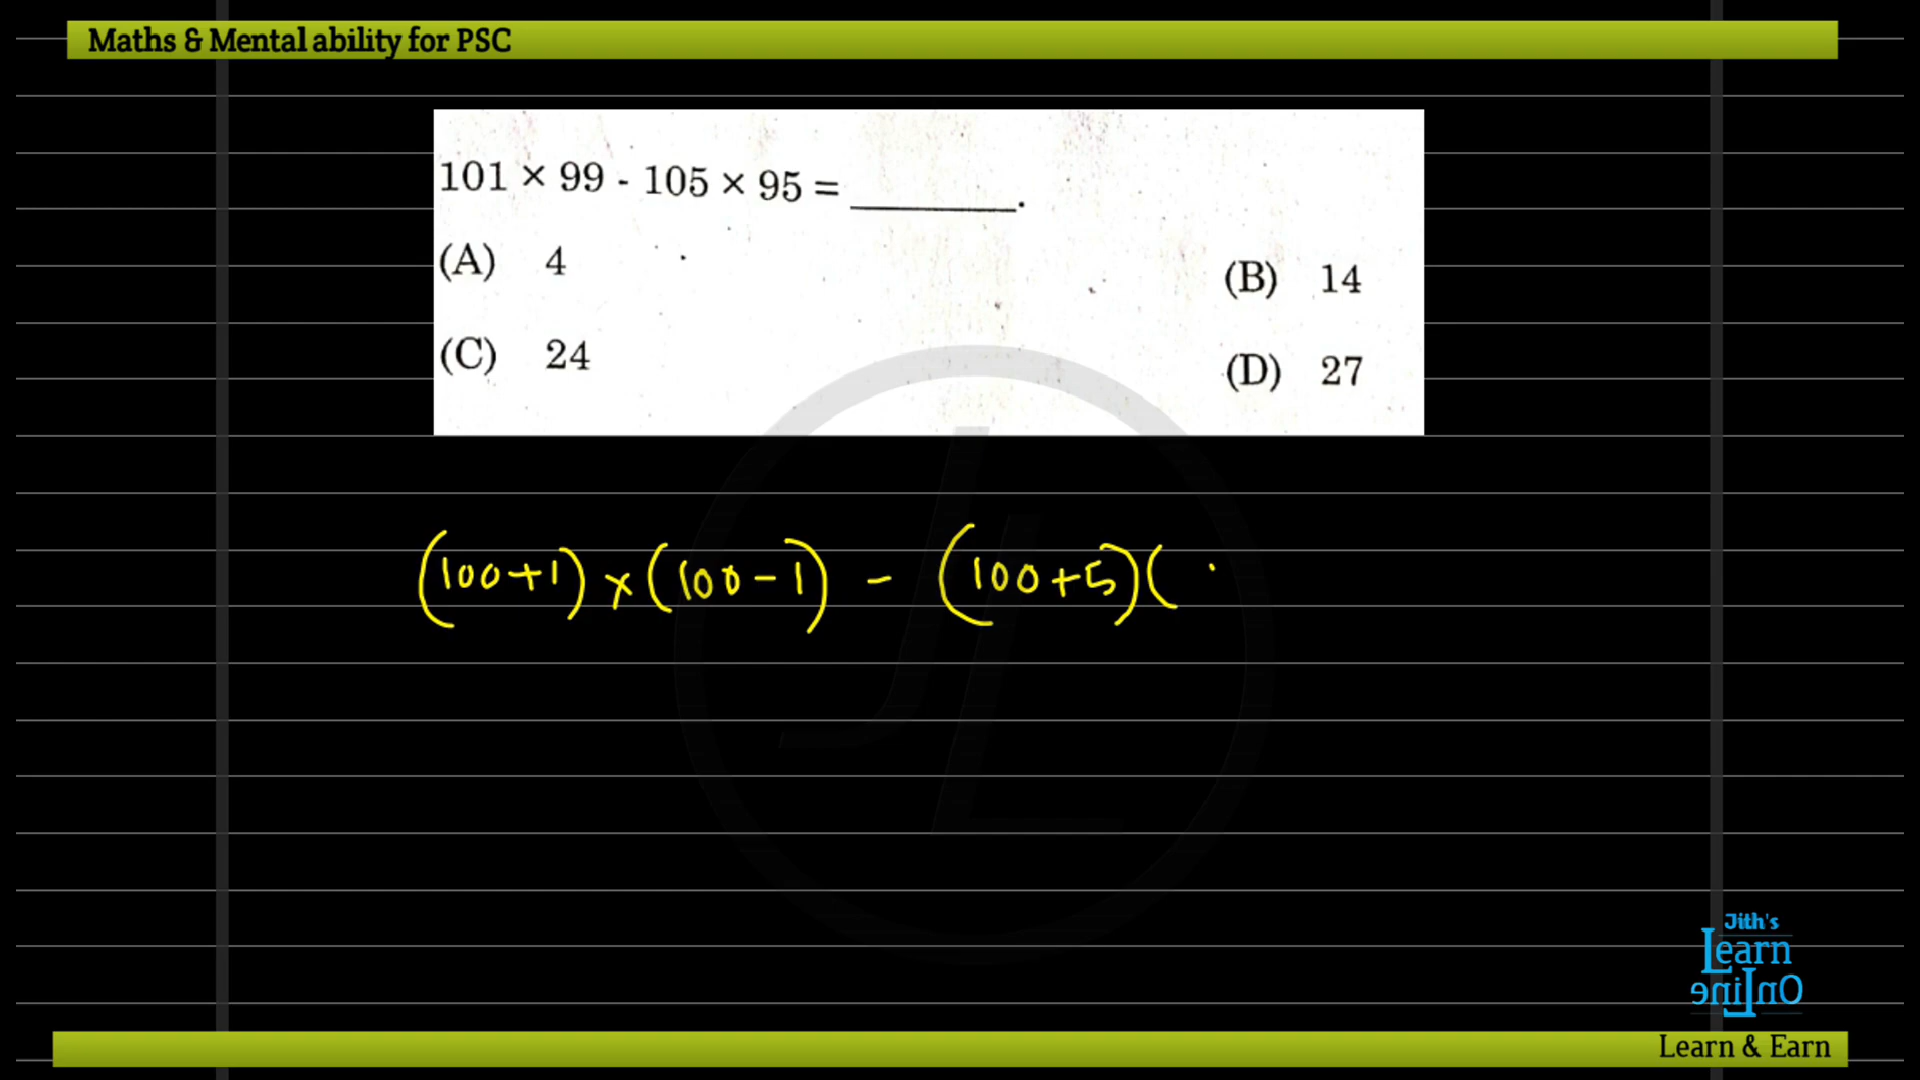 Maths & Mental ability for PSC
101 × 99 - 105 × 95 = ________.
(A) 4 (B) 14
(C) 24 (D) 27
(100+1) × (100-1) - (100+5)(
JL
Jith's
Learn
OnLine
Learn & Earn